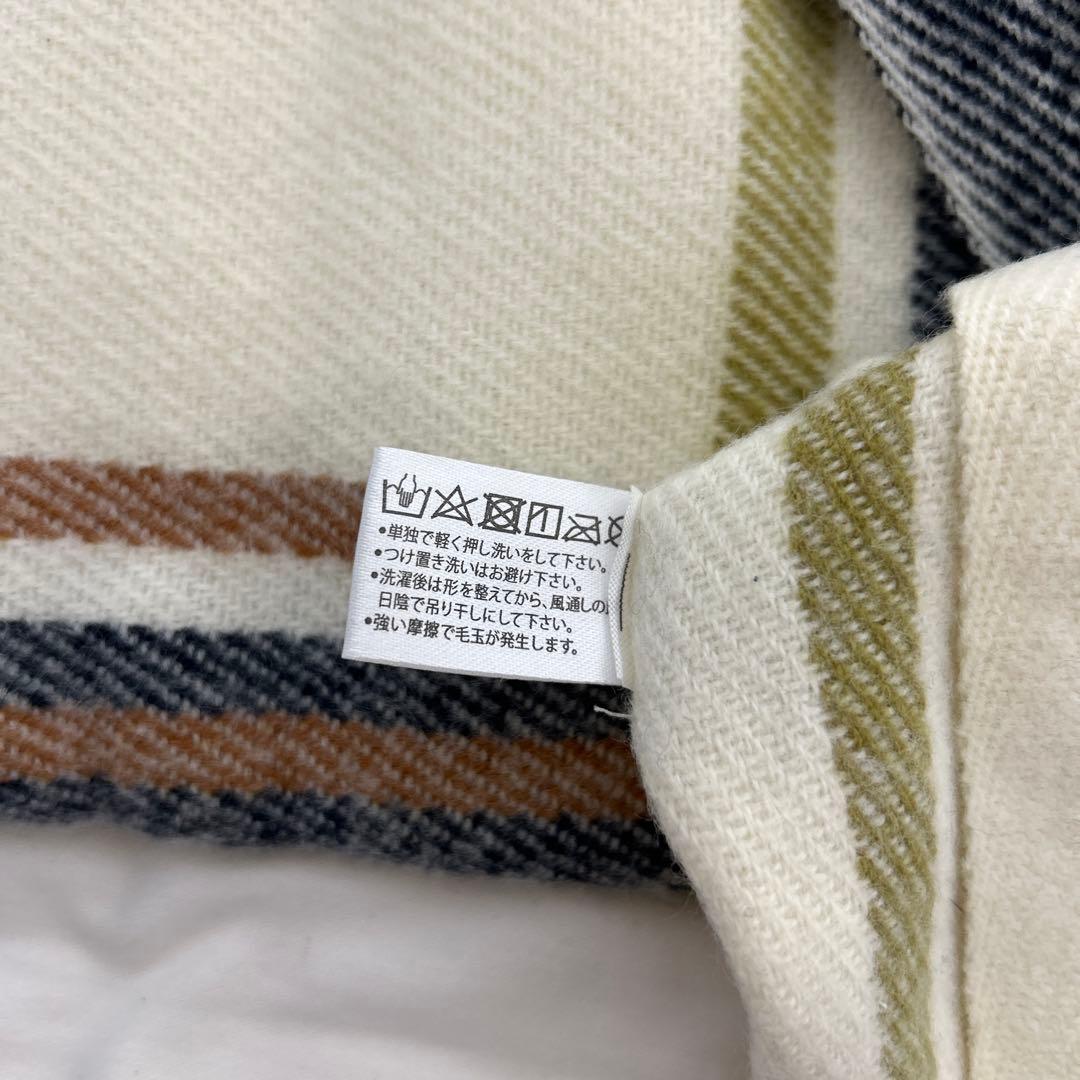 •単独で軽く押し洗いをして下さい。
•つけ置き洗いはお避け下さい。
•洗濯後は形を整えてから、風通しの
日陰で吊り干しにして下さい。
•強い摩擦で毛玉が発生します。